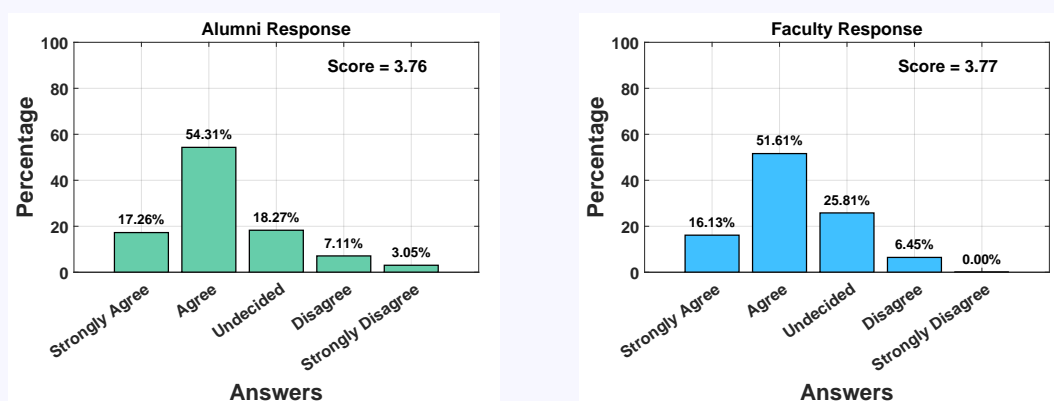 Alumni Response
Score = 3.76
Percentage
100
80
60
40
20
0
17.26%
54.31%
18.27%
7.11%
3.05%
Strongly Agree
Agree
Undecided
Disagree
Strongly Disagree
Answers
Faculty Response
Score = 3.77
Percentage
100
80
60
40
20
0
16.13%
51.61%
25.81%
6.45%
0.00%
Strongly Agree
Agree
Undecided
Disagree
Strongly Disagree
Answers